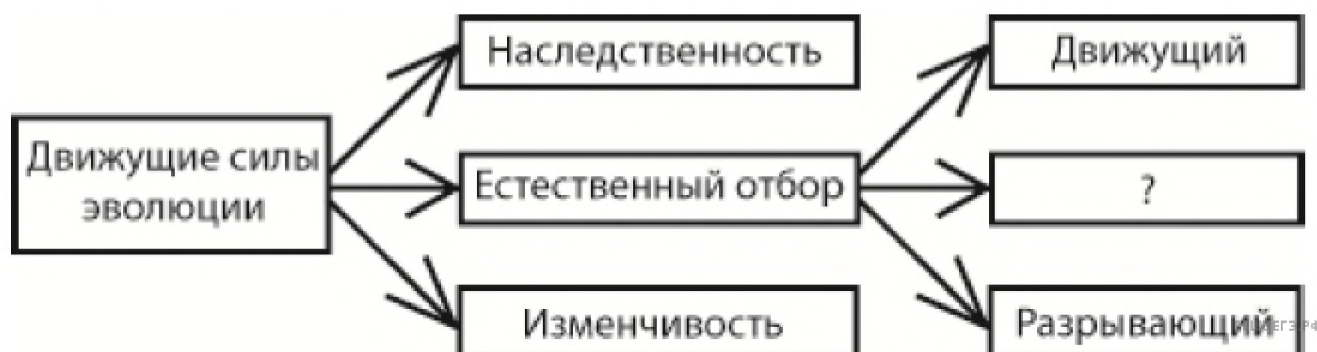 Движущие силы
эволюции
Наследственность
Естественный отбор
Изменчивость
Движущий
?
Разрывающий